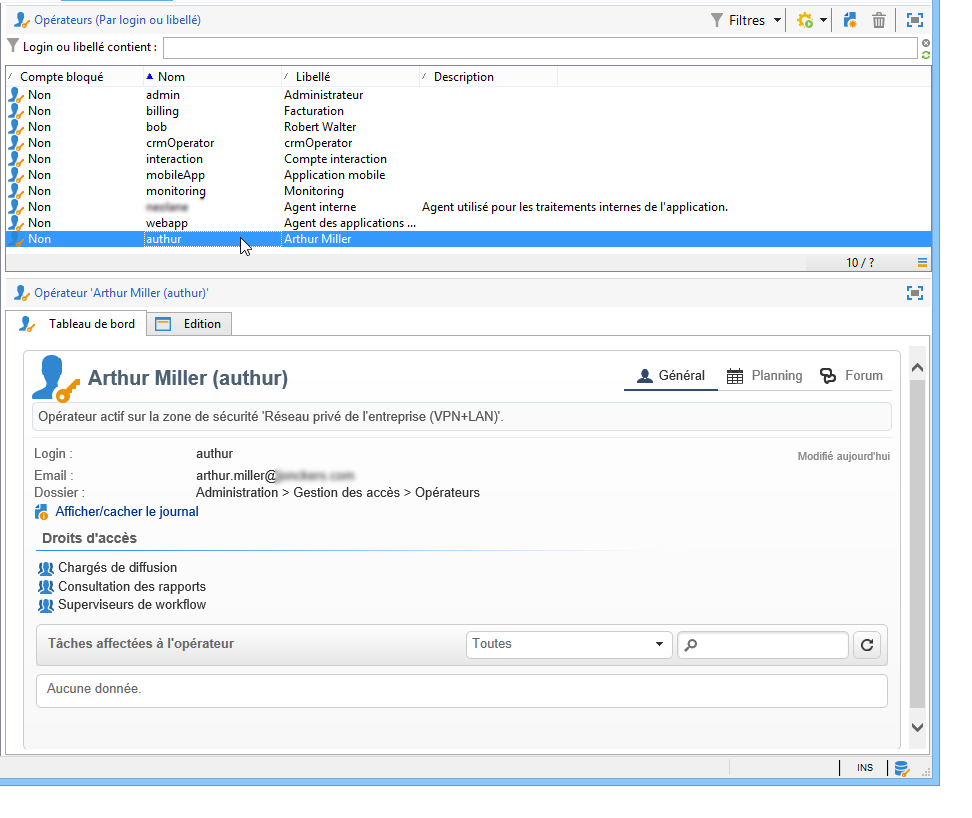 Opérateurs (Par login ou libellé)
Filtres
Login ou libellé contient :
Compte bloqué Nom Libellé Description
Non admin Administrateur
Non billing Facturation
Non bob Robert Walter
Non crmOperator crmOperator
Non interaction Compte interaction
Non mobileApp Application mobile
Non monitoring Monitoring
Non Agent interne Agent utilisé pour les traitements internes de l'application.
Non webapp Agent des applications ...
Non authur Arthur Miller
10 / ?
Opérateur 'Arthur Miller (authur)'
Tableau de bord Edition
Arthur Miller (authur)
Général Planning Forum
Opérateur actif sur la zone de sécurité 'Réseau privé de l'entreprise (VPN+LAN)'.
Login : authur
Modifié aujourd'hui
Email : arthur.miller@
Dossier : Administration > Gestion des accès > Opérateurs
Afficher/cacher le journal
Droits d'accès
Chargés de diffusion
Consultation des rapports
Superviseurs de workflow
Tâches affectées à l'opérateur Toutes
Aucune donnée.
INS